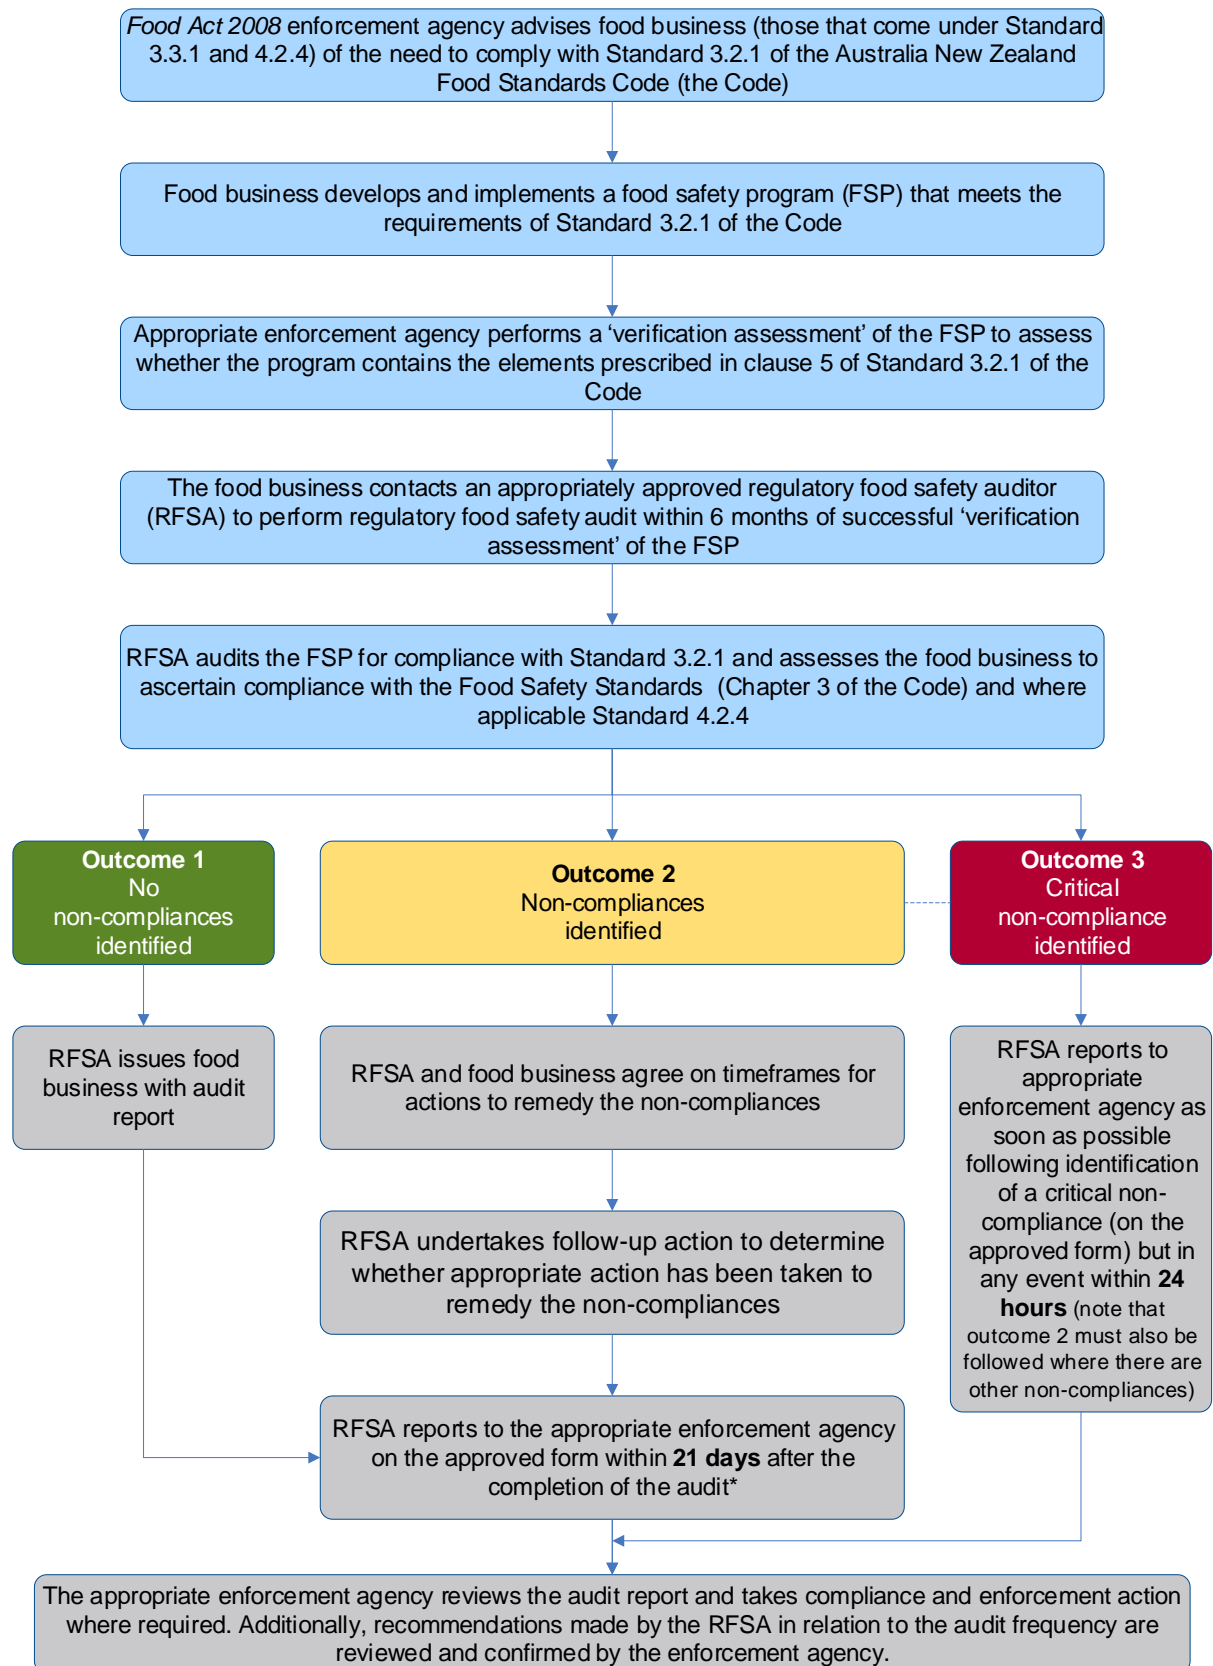 Food Act 2008 enforcement agency advises food business (those that come under Standard
3.3.1 and 4.2.4) of the need to comply with Standard 3.2.1 of the Australia New Zealand
Food Standards Code (the Code)
Food business develops and implements a food safety program (FSP) that meets the
requirements of Standard 3.2.1 of the Code
Appropriate enforcement agency performs a ‘verification assessment’ of the FSP to assess
whether the program contains the elements prescribed in clause 5 of Standard 3.2.1 of the
Code
The food business contacts an appropriately approved regulatory food safety auditor
(RFSA) to perform regulatory food safety audit within 6 months of successful ‘verification
assessment’ of the FSP
RFSA audits the FSP for compliance with Standard 3.2.1 and assesses the food business to
ascertain compliance with the Food Safety Standards (Chapter 3 of the Code) and where
applicable Standard 4.2.4
Outcome 1
No
non-compliances
identified
Outcome 2
Non-compliances
identified
Outcome 3
Critical
non-compliance
identified
RFSA issues food
business with audit
report
RFSA and food business agree on timeframes for
actions to remedy the non-compliances
RFSA reports to
appropriate
enforcement agency as
soon as possible
following identification
of a critical non-
compliance (on the
approved form) but in
any event within 24
hours (note that
outcome 2 must also be
followed where there are
other non-compliances)
RFSA undertakes follow-up action to determine
whether appropriate action has been taken to
remedy the non-compliances
RFSA reports to the appropriate enforcement agency
on the approved form within 21 days after the
completion of the audit*
The appropriate enforcement agency reviews the audit report and takes compliance and enforcement action
where required. Additionally, recommendations made by the RFSA in relation to the audit frequency are
reviewed and confirmed by the enforcement agency.